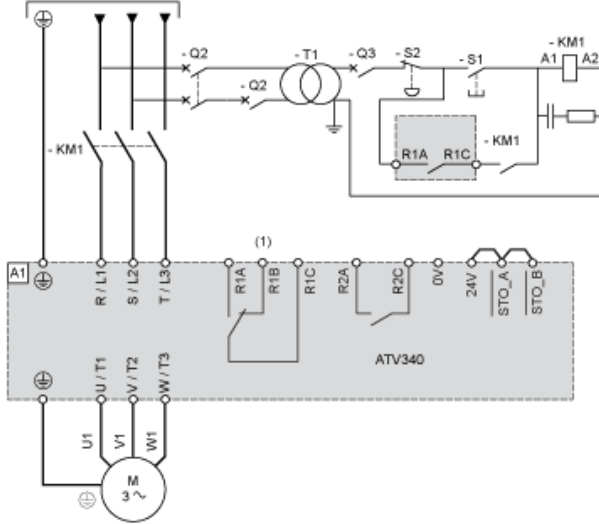 - Q2
- T1
- Q3
- S2
- S1
- KM1
A1
A2
- Q2
- KM1
R1A
R1C
- KM1
(1)
A1
R / L1
S / L2
T / L3
R1A
R1B
R1C
R2A
R2C
0V
24V
STO_A
STO_B
ATV340
U / T1
V / T2
W / T3
U1
V1
W1
M
3 ~